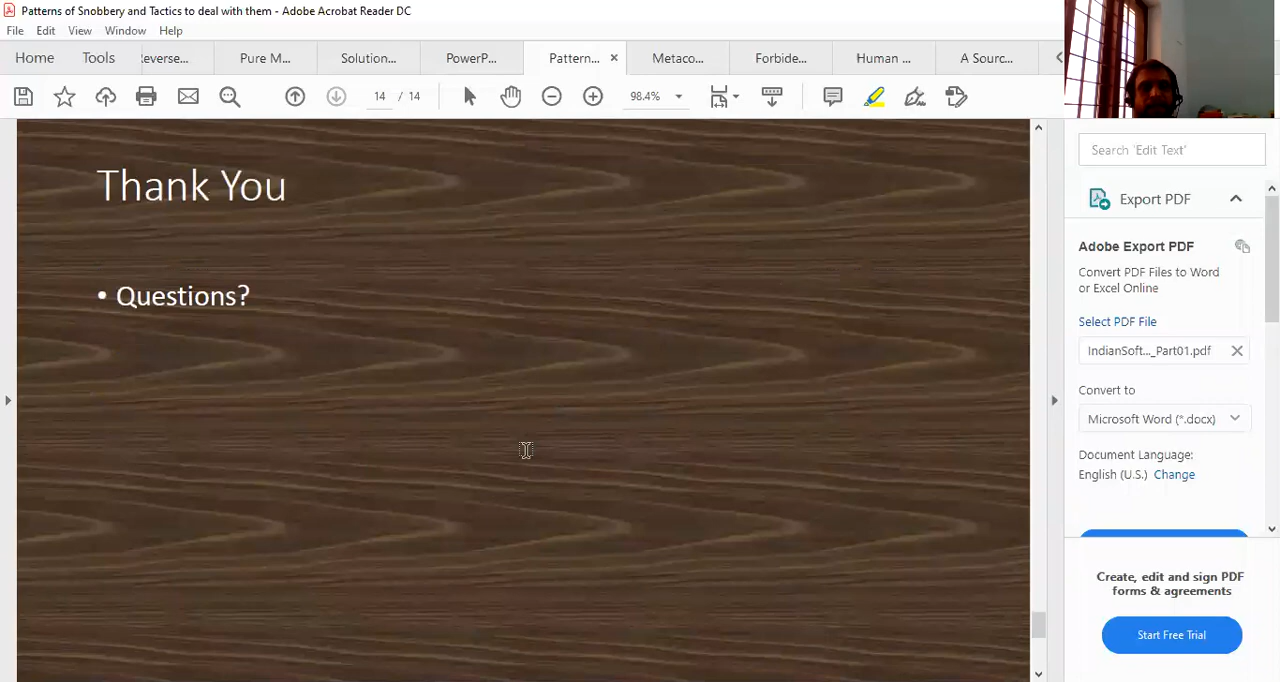 Patterns of Snobbery and Tactics to deal with them - Adobe Acrobat Reader DC
File Edit View Window Help
Home Tools everse... Pure M... Solution... PowerP... Pattern... Metaco... Forbide... Human ... A Sourc...
14 / 14 98.4%
Thank You
• Questions?
Search 'Edit Text'
Export PDF
Adobe Export PDF
Convert PDF Files to Word
or Excel Online
Select PDF File
IndianSoft..._Part01.pdf
Convert to
Microsoft Word (*.docx)
Document Language:
English (U.S.) Change
Create, edit and sign PDF
forms & agreements
Start Free Trial